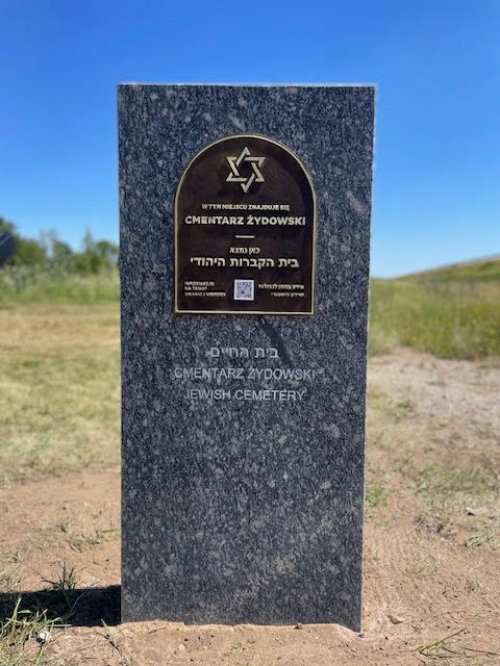 W TYM MIEJSCU ZNAJDUJE SIĘ
CMENTARZ ŻYDOWSKI
כאן נמצא
בית הקברות היהודי
בית החיים
CMENTARZ ŻYDOWSKI
JEWISH CEMETERY